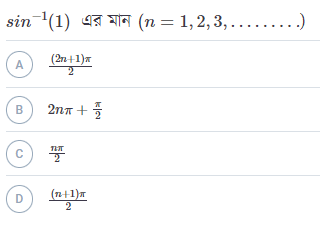 sin⁻¹(1) এর মান (n = 1, 2, 3, . . . . . . . . .)
A (2n+1)π/2
B 2nπ + π/2
C nπ/2
D (n+1)π/2